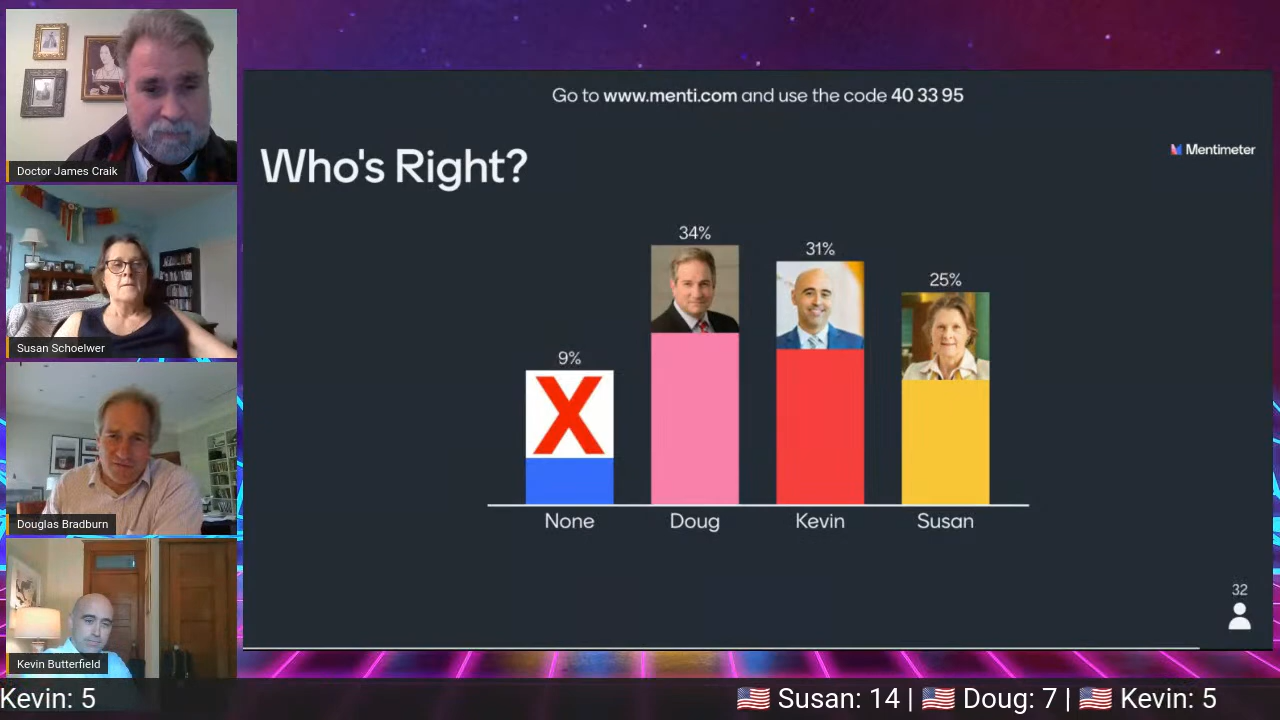 Go to www.menti.com and use the code 40 33 95
Mentimeter
Who's Right?
9%
34%
31%
25%
None
Doug
Kevin
Susan
32
Doctor James Craik
Susan Schoelwer
Douglas Bradburn
Kevin Butterfield
Kevin: 5
🇺🇸 Susan: 14 | 🇺🇸 Doug: 7 | 🇺🇸 Kevin: 5